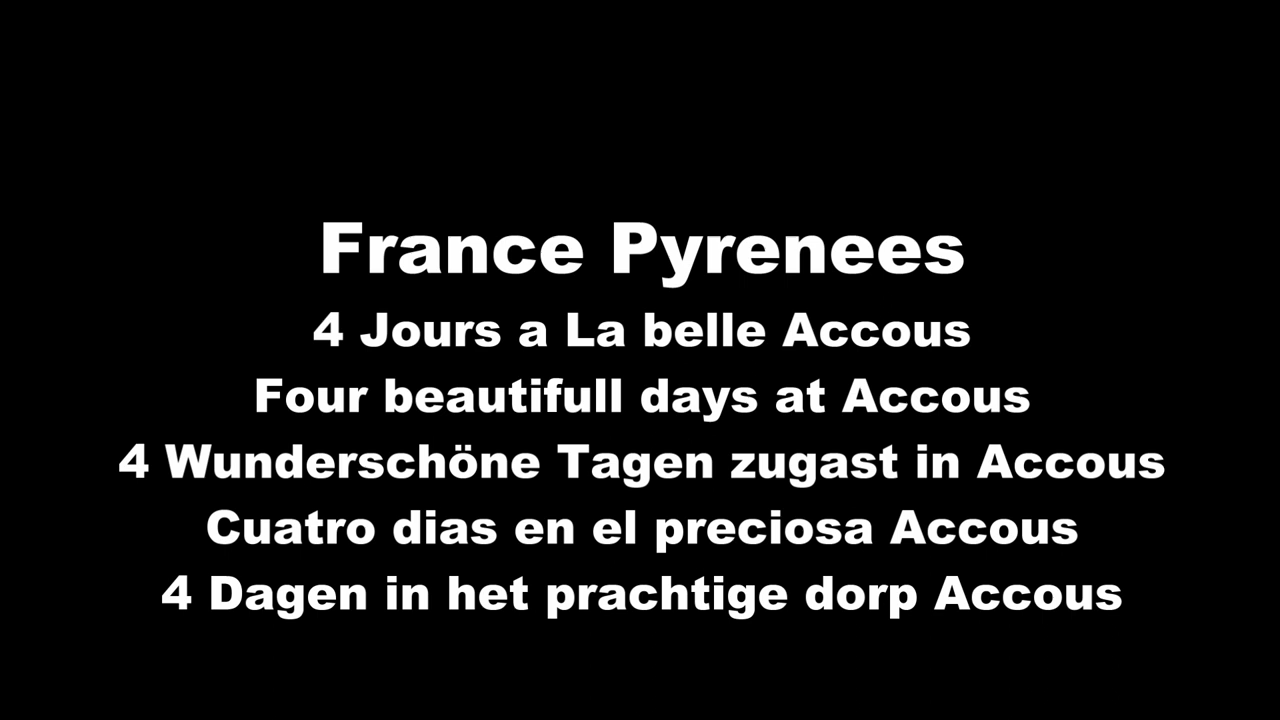 France Pyrenees
4 Jours a La belle Accous
Four beautifull days at Accous
4 Wunderschöne Tagen zugast in Accous
Cuatro dias en el preciosa Accous
4 Dagen in het prachtige dorp Accous